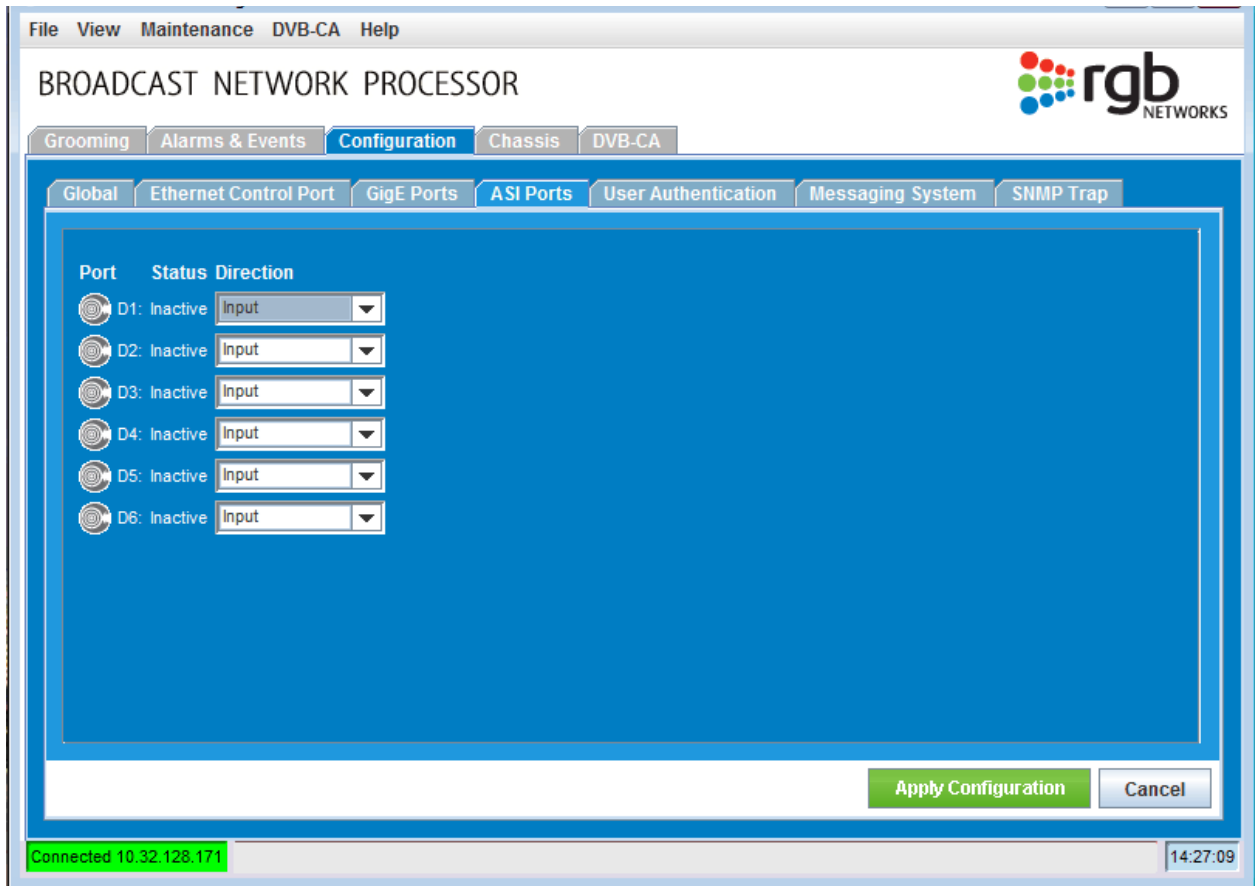 File View Maintenance DVB-CA Help
BROADCAST NETWORK PROCESSOR
rgb
NETWORKS
Grooming Alarms & Events Configuration Chassis DVB-CA
Global Ethernet Control Port GigE Ports ASI Ports User Authentication Messaging System SNMP Trap
Port Status Direction
D1: Inactive Input
D2: Inactive Input
D3: Inactive Input
D4: Inactive Input
D5: Inactive Input
D6: Inactive Input
Apply Configuration Cancel
Connected 10.32.128.171 14:27:09